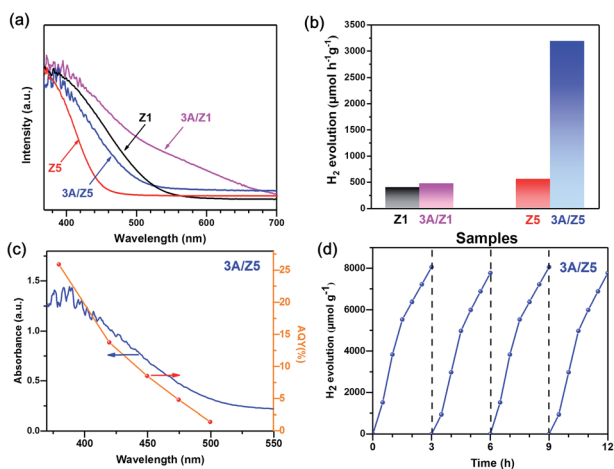 (a)
Intensity (a.u.)
Z5
3A/Z5
Z1
3A/Z1
400 500 600 700
Wavelength (nm)
(b)
H2 evolution (μmol h-1g-1)
3500
3000
2500
2000
1500
1000
500
0
Z1 3A/Z1 Z5 3A/Z5
Samples
(c)
3A/Z5
Absorbance (a.u.)
1.5
1.0
0.5
0.0
AQY(%)
25
20
15
10
5
0
400 450 500 550
Wavelength (nm)
(d)
3A/Z5
H2 evolution (μmol g-1)
8000
6000
4000
2000
0
0 3 6 9 12
Time (h)